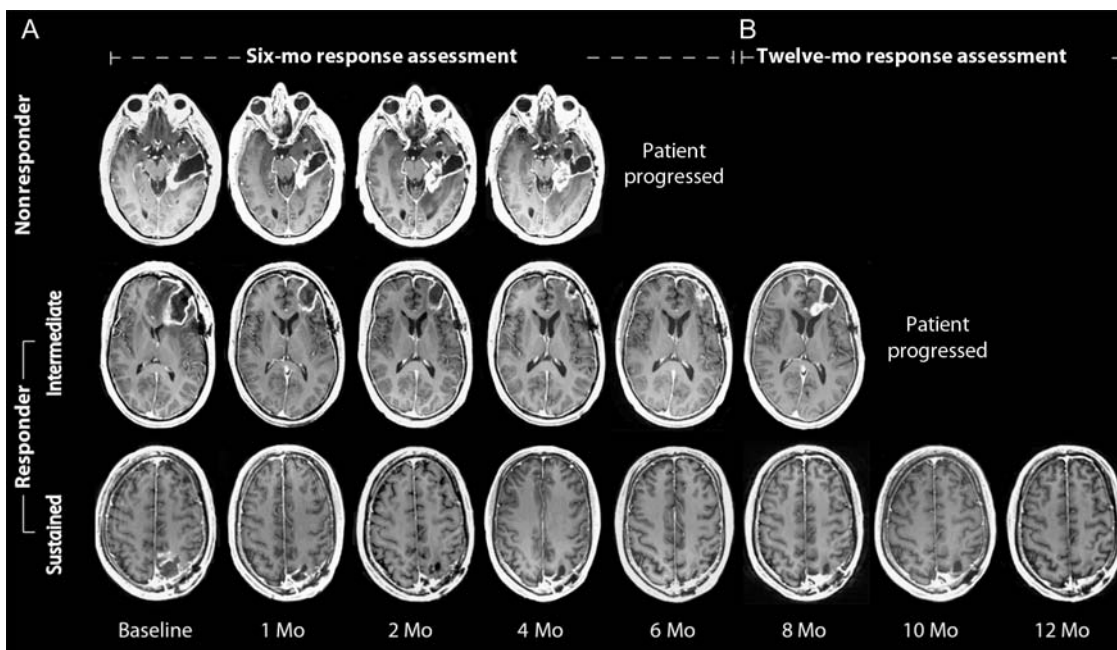 A
B
Six-mo response assessment
Twelve-mo response assessment
Nonresponder
Patient
progressed
Responder
Intermediate
Patient
progressed
Sustained
Baseline
1 Mo
2 Mo
4 Mo
6 Mo
8 Mo
10 Mo
12 Mo